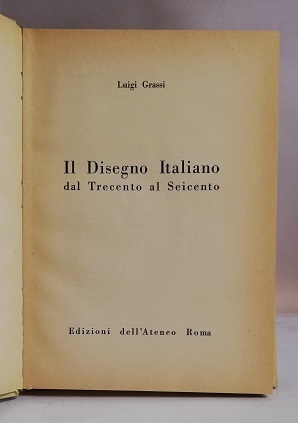 Luigi Grassi
Il Disegno Italiano
dal Trecento al Seicento
Edizioni dell'Ateneo Roma